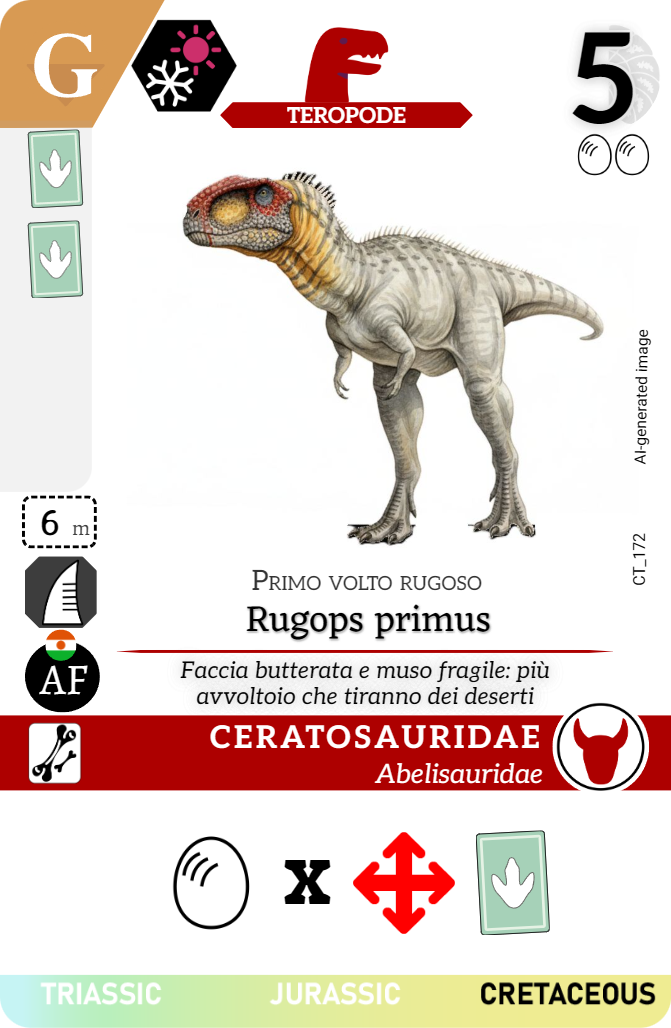 G
TEROPODE
5
AI-generated image
6 m
CT_172
Primo volto rugoso
Rugops primus
AF
Faccia butterata e muso fragile: più
avvoltoio che tiranno dei deserti
CERATOSAURIDAE
Abelisauridae
x
TRIASSIC JURASSIC CRETACEOUS